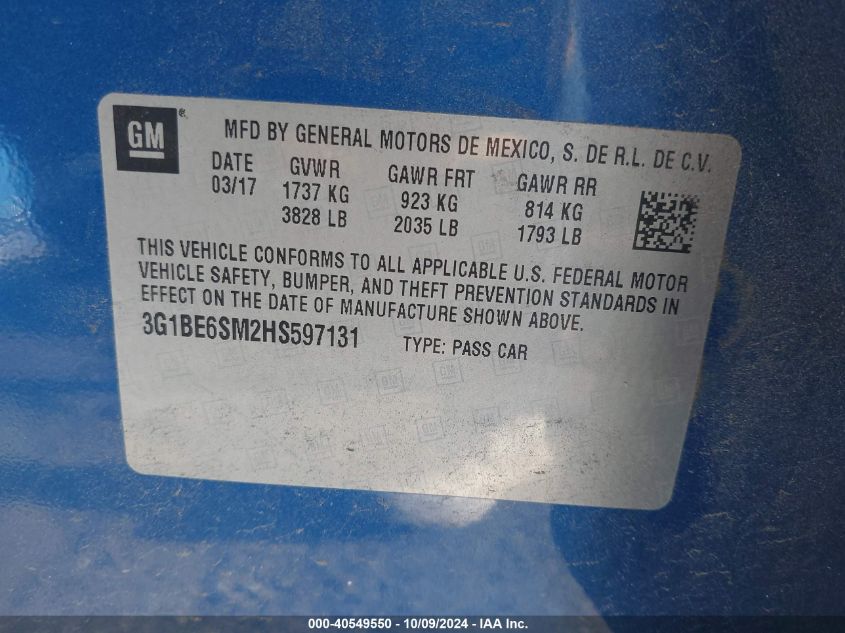 GM® MFD BY GENERAL MOTORS DE MEXICO, S. DE R.L. DE C.V.
DATE GVWR GAWR FRT GAWR RR
03/17 1737 KG 923 KG 814 KG
3828 LB 2035 LB 1793 LB
THIS VEHICLE CONFORMS TO ALL APPLICABLE U.S. FEDERAL MOTOR
VEHICLE SAFETY, BUMPER, AND THEFT PREVENTION STANDARDS IN
EFFECT ON THE DATE OF MANUFACTURE SHOWN ABOVE.
3G1BE6SM2HS597131 TYPE: PASS CAR
000-40549550 - 10/09/2024 - IAA Inc.